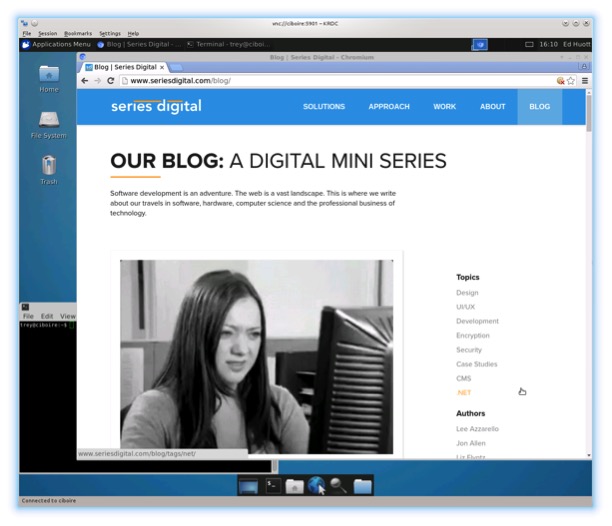 vnc://ciboire:5901 – KRDC
File Session Bookmarks Settings Help
Applications Menu Blog | Series Digital - ... Terminal - trey@ciboi... 16:10 Ed Huott
Blog | Series Digital - Chromium
Blog | Series Digital ×
www.seriesdigital.com/blog/
Home
series digital SOLUTIONS APPROACH WORK ABOUT BLOG
File System
OUR BLOG: A DIGITAL MINI SERIES
Trash
Software development is an adventure. The web is a vast landscape. This is where we write
about our travels in software, hardware, computer science and the professional business of
technology.
Topics
Design
UI/UX
Development
Encryption
Security
Case Studies
CMS
.NET
Authors
Lee Azzarello
Jon Allen
File Edit View
trey@ciboire:~$
www.seriesdigital.com/blog/tags/net/
Connected to ciboire